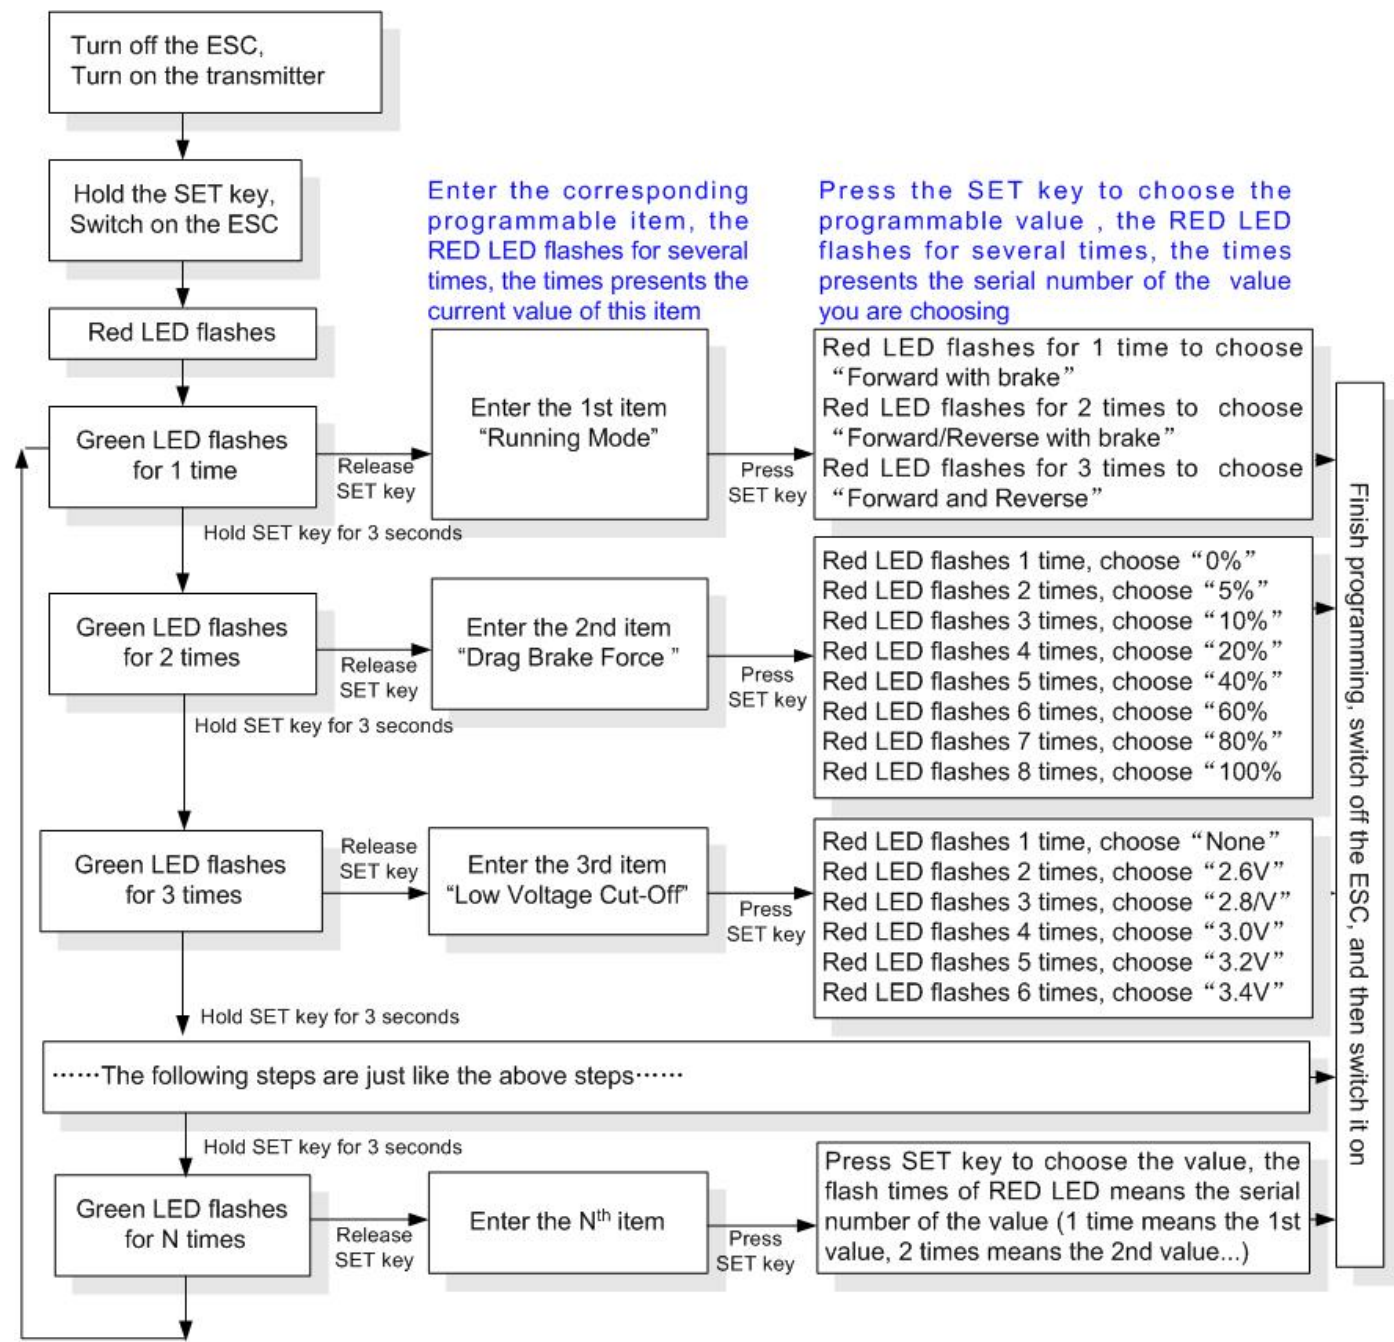 Turn off the ESC,
Turn on the transmitter
Hold the SET key,
Switch on the ESC
Enter the corresponding
programmable item, the
RED LED flashes for several
times, the times presents the
current value of this item
Press the SET key to choose the
programmable value , the RED LED
flashes for several times, the times
presents the serial number of the value
you are choosing
Red LED flashes
Green LED flashes
for 1 time
Release
SET key
Enter the 1st item
“Running Mode”
Press
SET key
Red LED flashes for 1 time to choose
“Forward with brake”
Red LED flashes for 2 times to choose
“Forward/Reverse with brake”
Red LED flashes for 3 times to choose
“Forward and Reverse”
Hold SET key for 3 seconds
Green LED flashes
for 2 times
Release
SET key
Enter the 2nd item
“Drag Brake Force ”
Press
SET key
Red LED flashes 1 time, choose “0%”
Red LED flashes 2 times, choose “5%”
Red LED flashes 3 times, choose “10%”
Red LED flashes 4 times, choose “20%”
Red LED flashes 5 times, choose “40%”
Red LED flashes 6 times, choose “60%
Red LED flashes 7 times, choose “80%”
Red LED flashes 8 times, choose “100%
Hold SET key for 3 seconds
Green LED flashes
for 3 times
Release
SET key
Enter the 3rd item
“Low Voltage Cut-Off”
Press
SET key
Red LED flashes 1 time, choose “None”
Red LED flashes 2 times, choose “2.6V”
Red LED flashes 3 times, choose “2.8/V”
Red LED flashes 4 times, choose “3.0V”
Red LED flashes 5 times, choose “3.2V”
Red LED flashes 6 times, choose “3.4V”
Hold SET key for 3 seconds
······The following steps are just like the above steps······
Hold SET key for 3 seconds
Green LED flashes
for N times
Release
SET key
Enter the Nth item
Press
SET key
Press SET key to choose the value, the
flash times of RED LED means the serial
number of the value (1 time means the 1st
value, 2 times means the 2nd value...)
Finish programming, switch off the ESC, and then switch it on